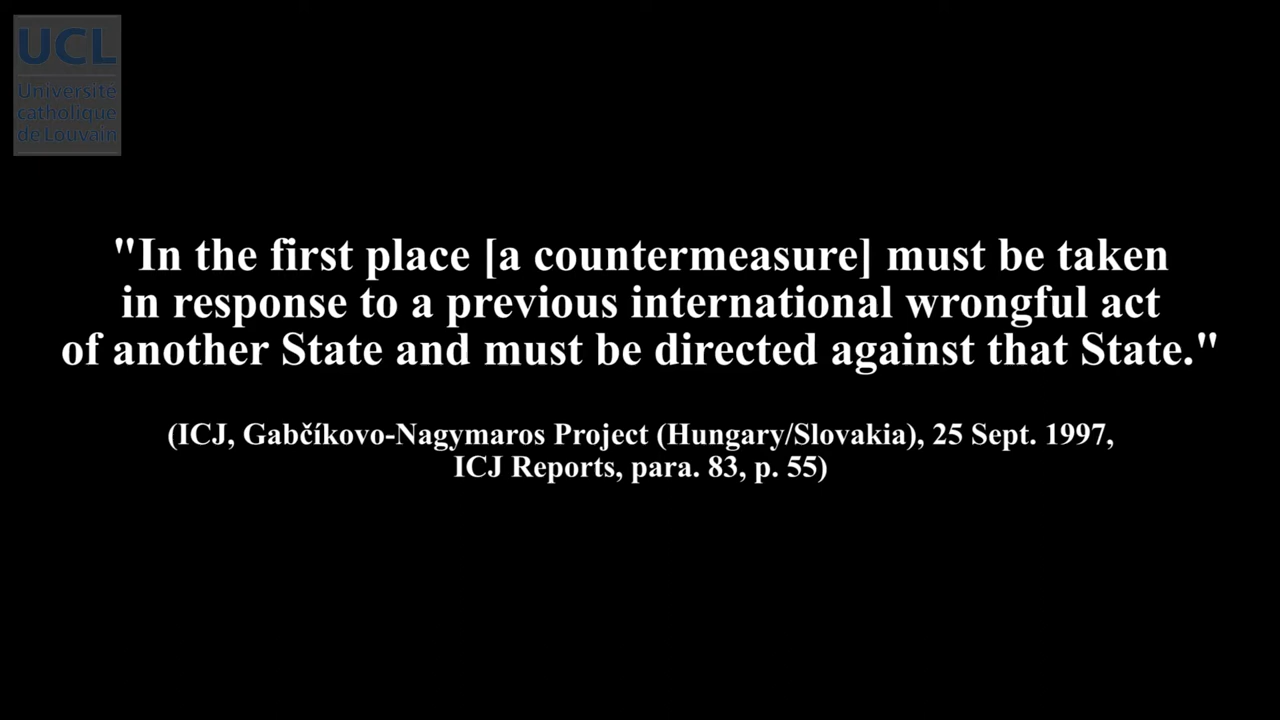 UCL
Université
catholique
de Louvain
"In the first place [a countermeasure] must be taken
in response to a previous international wrongful act
of another State and must be directed against that State."
(ICJ, Gabčíkovo-Nagymaros Project (Hungary/Slovakia), 25 Sept. 1997,
ICJ Reports, para. 83, p. 55)